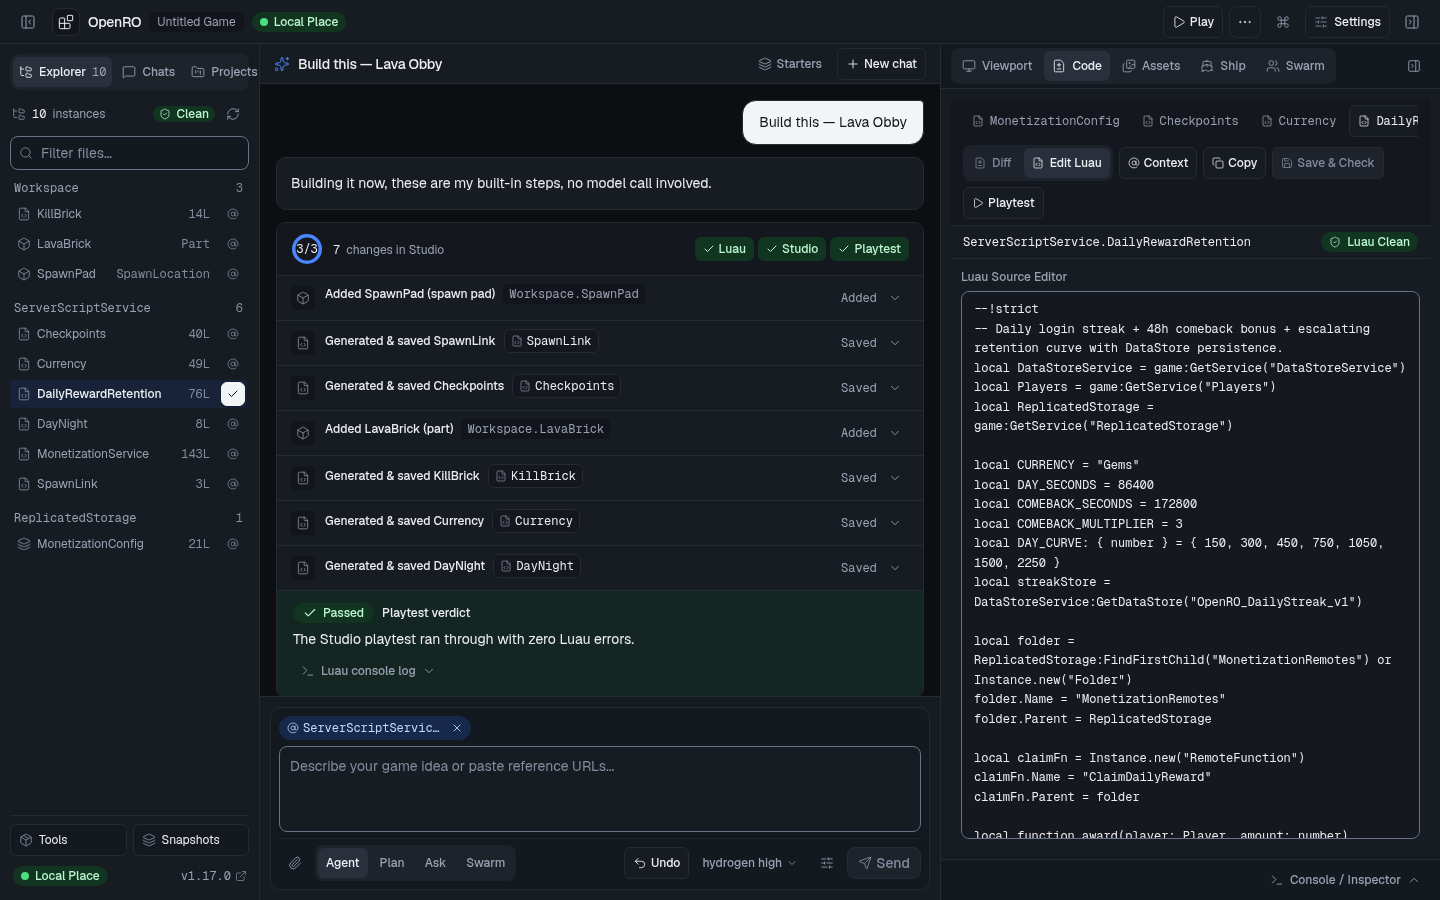 OpenRO Untitled Game Local Place Play ... ⌘ Settings
Explorer 10 Chats Projects
10 instances Clean
Filter files...
Workspace 3
KillBrick 14L @
LavaBrick Part @
SpawnPad SpawnLocation @
ServerScriptService 6
Checkpoints 40L @
Currency 49L @
DailyRewardRetention 76L
DayNight 8L @
MonetizationService 143L @
SpawnLink 3L @
ReplicatedStorage 1
MonetizationConfig 21L @
Tools Snapshots
Local Place v1.17.0
Build this — Lava Obby Starters New chat
Build this — Lava Obby
Building it now, these are my built-in steps, no model call involved.
3/3 7 changes in Studio Luau Studio Playtest
Added SpawnPad (spawn pad) Workspace.SpawnPad Added
Generated & saved SpawnLink SpawnLink Saved
Generated & saved Checkpoints Checkpoints Saved
Added LavaBrick (part) Workspace.LavaBrick Added
Generated & saved KillBrick KillBrick Saved
Generated & saved Currency Currency Saved
Generated & saved DayNight DayNight Saved
Passed Playtest verdict
The Studio playtest ran through with zero Luau errors.
Luau console log
@ ServerScriptServic...
Describe your game idea or paste reference URLs...
Agent Plan Ask Swarm Undo hydrogen high Send
Viewport Code Assets Ship Swarm
MonetizationConfig Checkpoints Currency DailyR
Diff Edit Luau @ Context Copy Save & Check
Playtest
ServerScriptService.DailyRewardRetention Luau Clean
Luau Source Editor
--!strict
-- Daily login streak + 48h comeback bonus + escalating
retention curve with DataStore persistence.
local DataStoreService = game:GetService("DataStoreService")
local Players = game:GetService("Players")
local ReplicatedStorage =
game:GetService("ReplicatedStorage")
local CURRENCY = "Gems"
local DAY_SECONDS = 86400
local COMEBACK_SECONDS = 172800
local COMEBACK_MULTIPLIER = 3
local DAY_CURVE: { number } = { 150, 300, 450, 750, 1050,
1500, 2250 }
local streakStore =
DataStoreService:GetDataStore("OpenRO_DailyStreak_v1")
local folder =
ReplicatedStorage:FindFirstChild("MonetizationRemotes") or
Instance.new("Folder")
folder.Name = "MonetizationRemotes"
folder.Parent = ReplicatedStorage
local claimFn = Instance.new("RemoteFunction")
claimFn.Name = "ClaimDailyReward"
claimFn.Parent = folder
local function award(player: Player, amount: number)
Console / Inspector